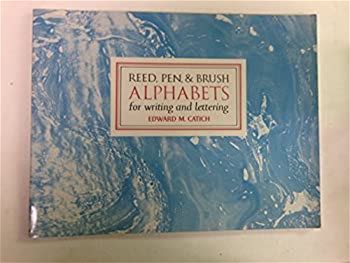 REED, PEN, & BRUSH
ALPHABETS
for writing and lettering
EDWARD M. CATICH